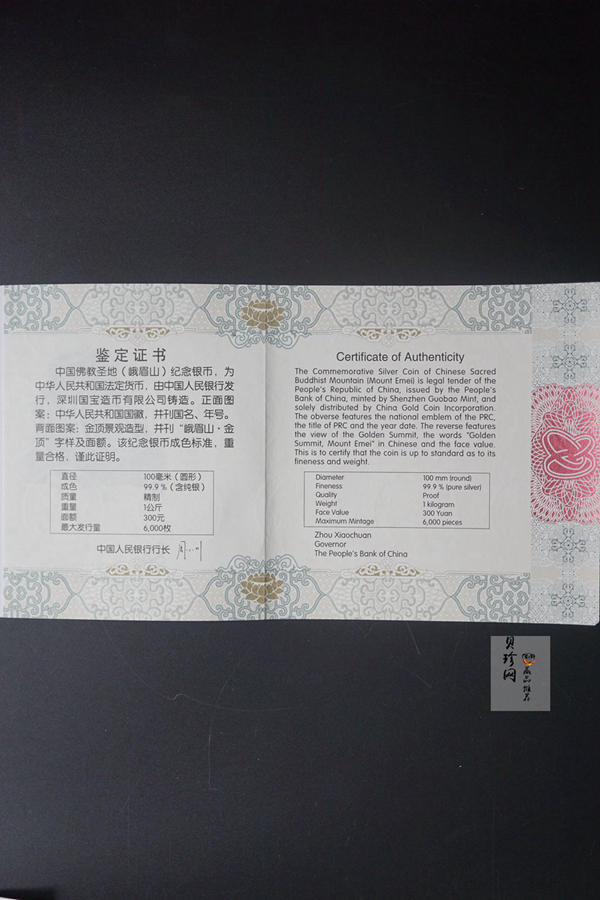 鉴定证书
中国佛教圣地（峨眉山）纪念银币，为
中华人民共和国法定货币，由中国人民银行发
行，深圳国宝造币有限公司铸造。正面图
案：中华人民共和国国徽，并刊国名、年号。
背面图案：金顶景观造型，并刊“峨眉山·金
顶”字样及面额。该纪念银币成色标准，重
量合格，谨此证明。
直径 100毫米（圆形）
成色 99.9 %（含纯银）
质量 精制
重量 1公斤
面额 300元
最大发行量 6,000枚
中国人民银行行长
Certificate of Authenticity
The Commemorative Silver Coin of Chinese Sacred
Buddhist Mountain (Mount Emei) is legal tender of the
People's Republic of China, issued by the People's
Bank of China, minted by Shenzhen Guobao Mint, and
solely distributed by China Gold Coin Incorporation.
The obverse features the national emblem of the PRC,
the title of PRC and the year date. The reverse features
the view of the Golden Summit, the words "Golden
Summit, Mount Emei" in Chinese and the face value.
This is to certify that the coin is up to standard as to its
fineness and weight.
Diameter 100 mm (round)
Fineness 99.9 % (pure silver)
Quality Proof
Weight 1 kilogram
Face Value 300 Yuan
Maximum Mintage 6,000 pieces
Zhou Xiaochuan
Governor
The People's Bank of China
贝珍网